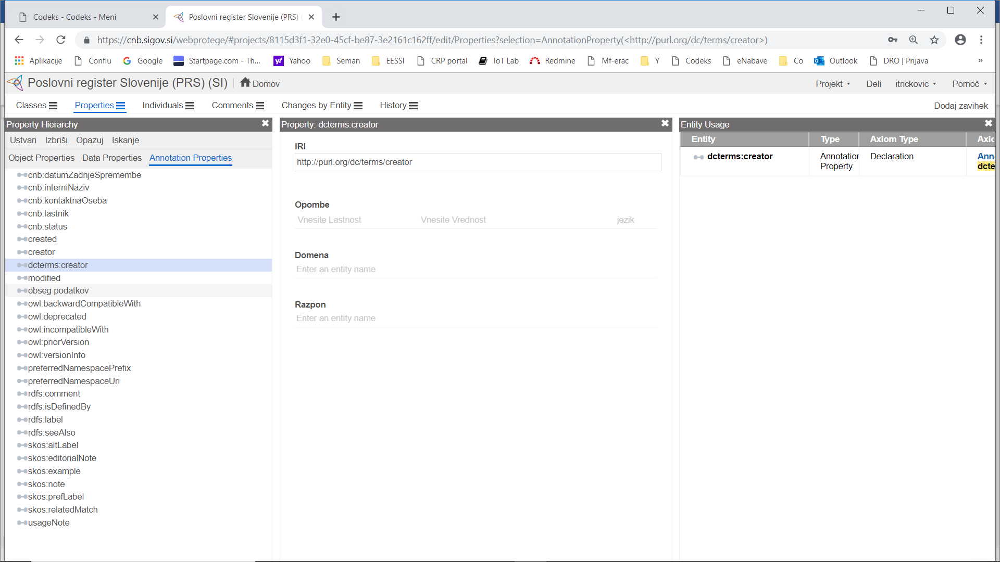 Codeks - Codeks - Meni
Poslovni register Slovenije (PRS)
https://cnb.sigov.si/webprotege/#projects/8115d3f1-32e0-45cf-be87-3e2161c162ff/edit/Properties?selection=AnnotationProperty(<http://purl.org/dc/terms/creator>)
Aplikacije Conflu Google Startpage.com - Th... Yahoo Seman EESSI CRP portal IoT Lab Redmine Mf-erac Y Codeks eNabave Co Outlook DRO | Prijava »
Poslovni register Slovenije (PRS) (SI) Domov Projekt Deli itrickovic Pomoč
Classes Properties Individuals Comments Changes by Entity History Dodaj zavihek
Property Hierarchy
Ustvari Izbriši Opazuj Iskanje
Object Properties Data Properties Annotation Properties
cnb:datumZadnjeSpremembe
cnb:interniNaziv
cnb:kontaktnaOseba
cnb:lastnik
cnb:status
created
creator
dcterms:creator
modified
obseg podatkov
owl:backwardCompatibleWith
owl:deprecated
owl:incompatibleWith
owl:priorVersion
owl:versionInfo
preferredNamespacePrefix
preferredNamespaceUri
rdfs:comment
rdfs:isDefinedBy
rdfs:label
rdfs:seeAlso
skos:altLabel
skos:editorialNote
skos:example
skos:note
skos:prefLabel
skos:relatedMatch
usageNote
Property: dcterms:creator
IRI
http://purl.org/dc/terms/creator
Opombe
Vnesite Lastnost Vnesite Vrednost jezik
Domena
Enter an entity name
Razpon
Enter an entity name
Entity Usage
Entity Type Axiom Type Axic
dcterms:creator Annotation Declaration Ann
Property dcte